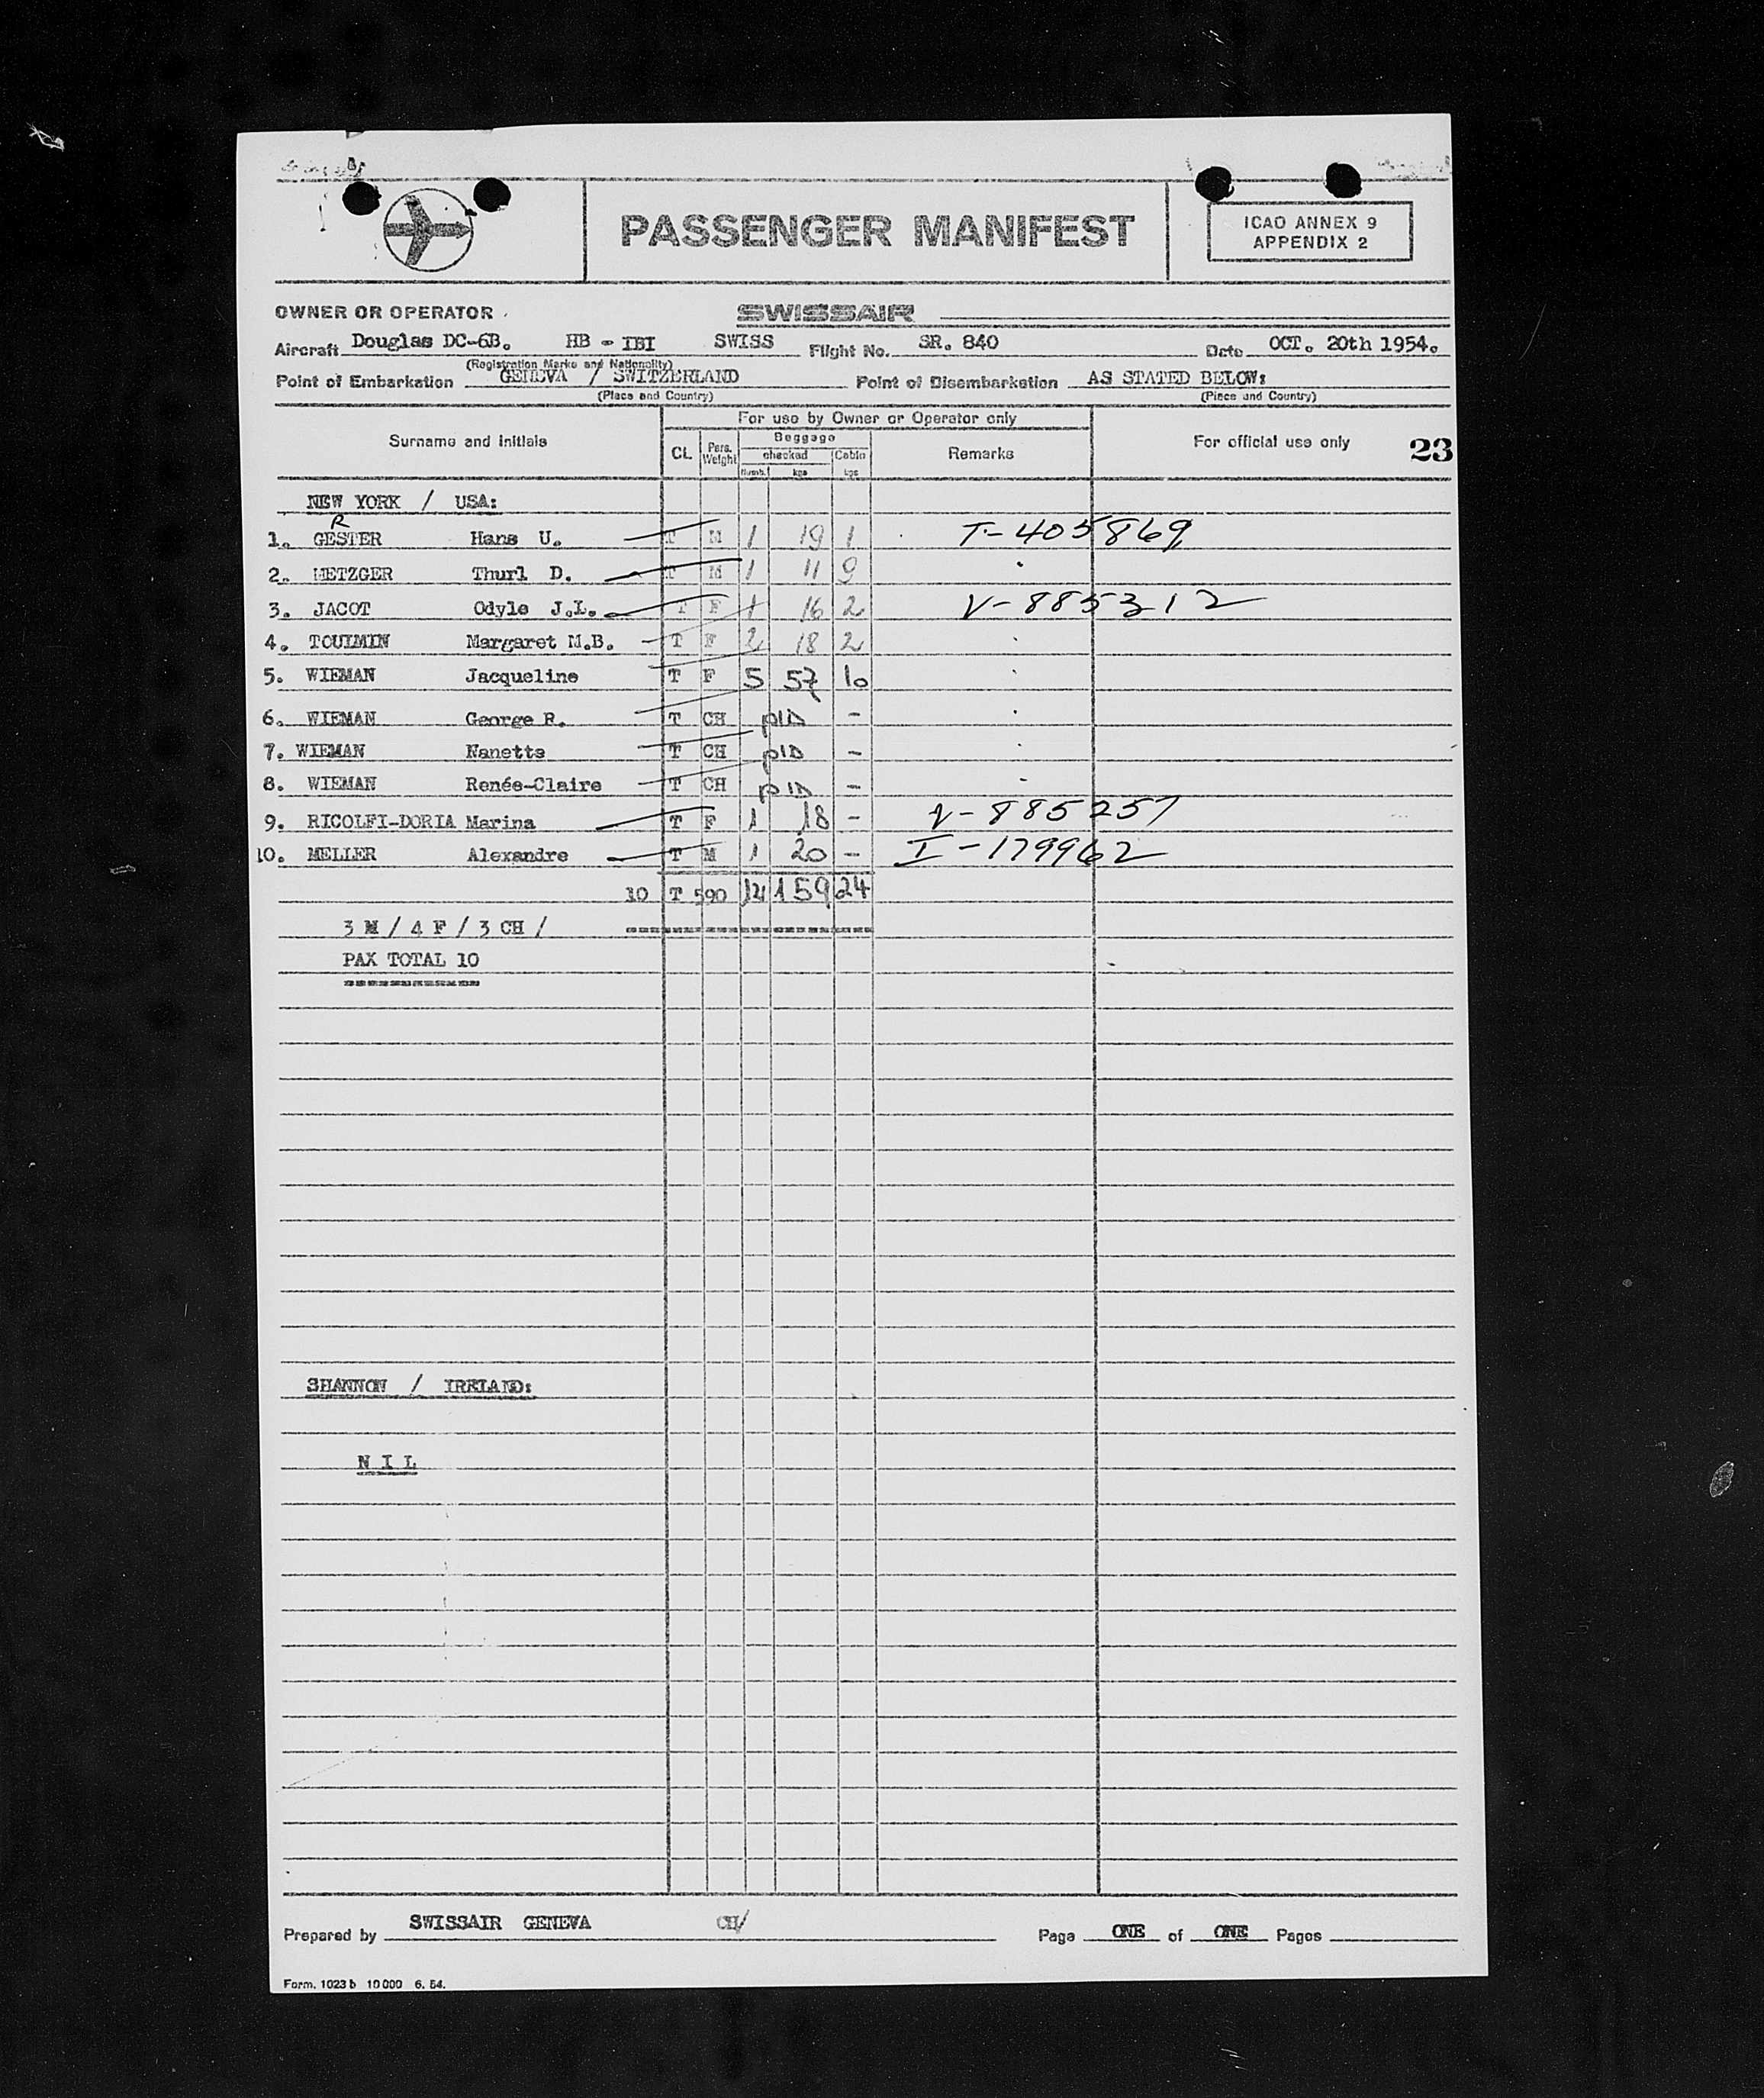 PASSENGER MANIFEST
ICAO ANNEX 9
APPENDIX 2
OWNER OR OPERATOR SWISSAIR
Aircraft Douglas DC-6B. HB - IBI SWISS Flight No. SR. 840 Date OCT. 20th 1954.
(Registration Marks and Nationality)
Point of Embarkation GENEVA / SWITZERLAND Point of Disembarkation AS STATED BELOW:
(Place and Country) (Place and Country)
For use by Owner or Operator only
Surname and initials CL. Pers. Weight Baggage checked Numb. kgs Cabin kgs Remarks For official use only 23
NEW YORK / USA:
R
1. GESTER Hans U. T M 1 19 1 T-405869
2. METZGER Thurl D. T M 1 11 9
3. JACOT Odyle J.L. T F 1 16 2 V-885312
4. TOULMIN Margaret M.B. T F 2 18 2
5. WIEMAN Jacqueline T F 5 57 10
6. WIEMAN George R. T CH -
7. WIEMAN Nanette T CH -
8. WIEMAN Renée-Claire T CH -
9. RICOLFI-DORIA Marina T F 1 18 - V-885257
10. MELLER Alexandre T M 1 20 - I-179962
10 T 590 12 159 24
3 M / 4 F / 3 CH /
PAX TOTAL 10
SHANNON / IRELAND:
N I L
Prepared by SWISSAIR GENEVA CH/ Page ONE of ONE Pages
Form. 1023 b 10 000 6. 54.